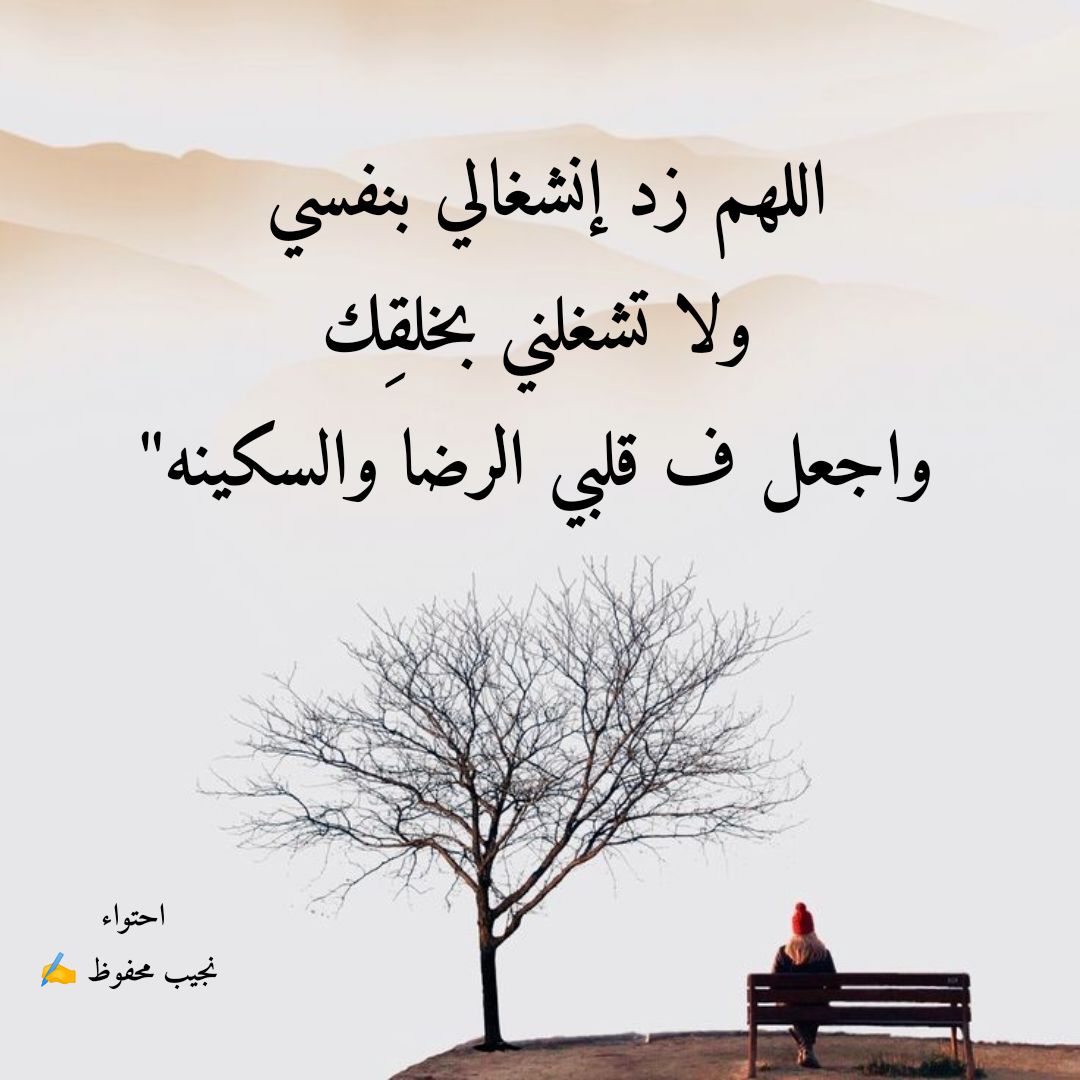 اللهم زد إنشغالي بنفسي
ولا تشغلني بخلقِك
واجعل ف قلبي الرضا والسكينه"
احتواء
نجيب محفوظ ✍️